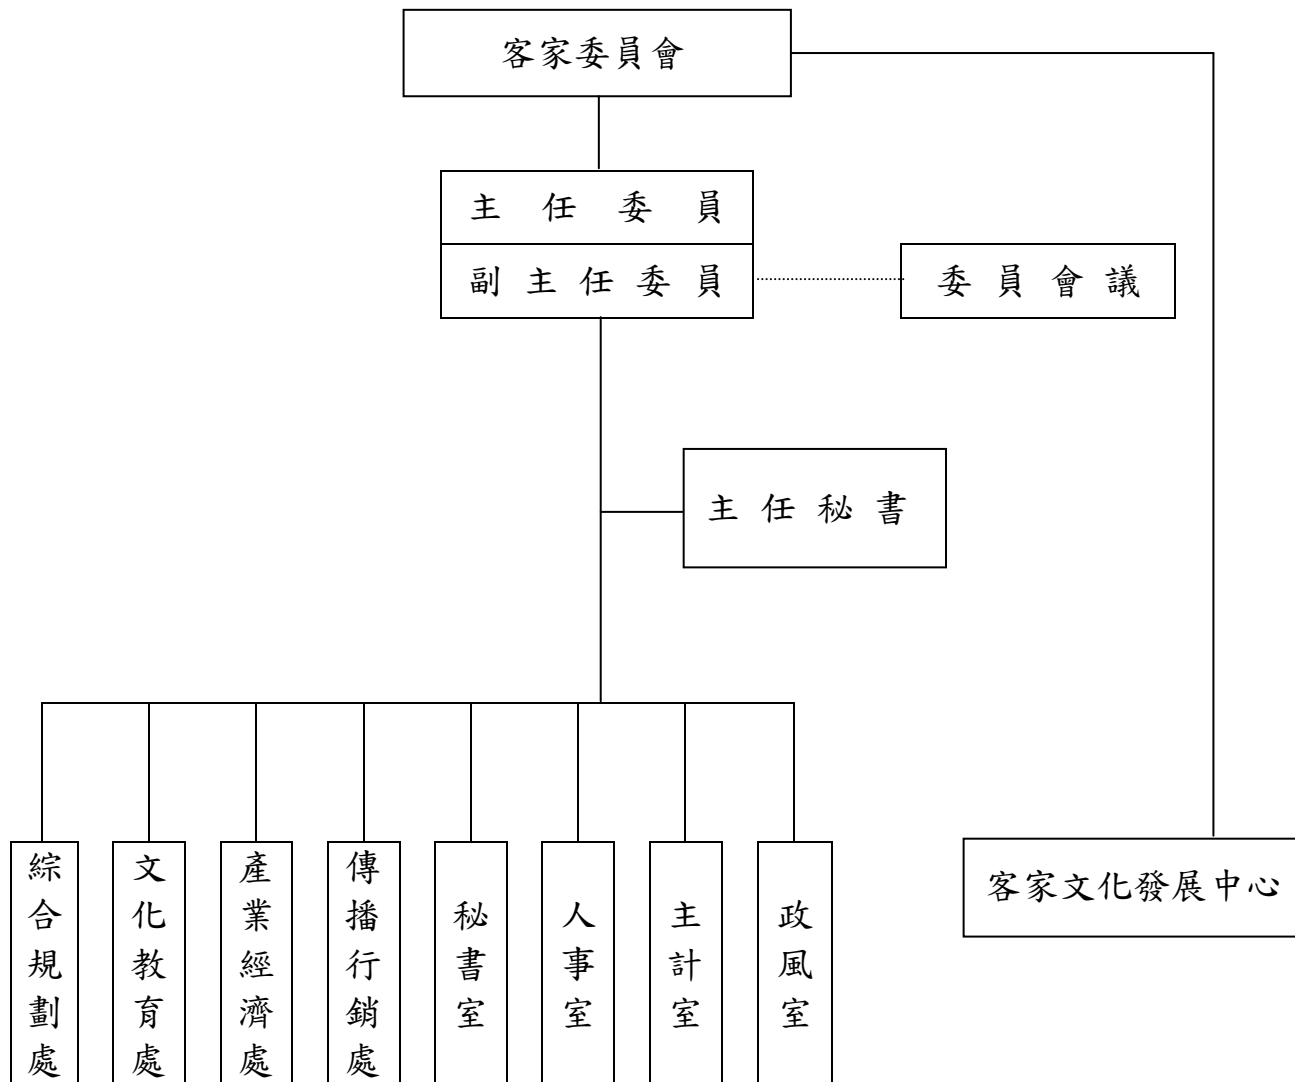 客家委員會
主任委員
副主任委員
委員會議
主任秘書
綜合規劃處
文化教育處
產業經濟處
傳播行銷處
秘書室
人事室
主計室
政風室
客家文化發展中心